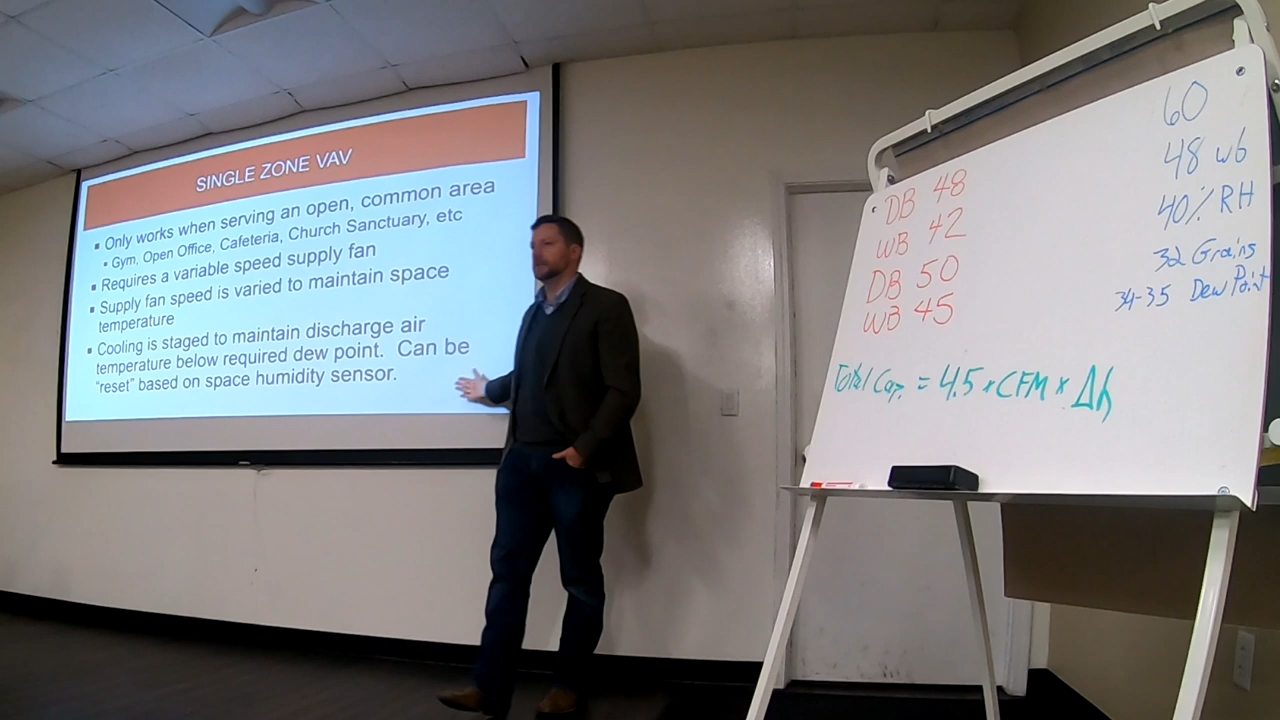 SINGLE ZONE VAV
▪ Only works when serving an open, common area
▪ Gym, Open Office, Cafeteria, Church Sanctuary, etc
▪ Requires a variable speed supply fan
▪ Supply fan speed is varied to maintain space
temperature
▪ Cooling is staged to maintain discharge air
temperature below required dew point. Can be
“reset” based on space humidity sensor.
DB 48
WB 42
DB 50
WB 45
Total Cap. = 4.5 × CFM × Δh
60
48 wb
40% RH
32 Grains
34-35 Dew Point